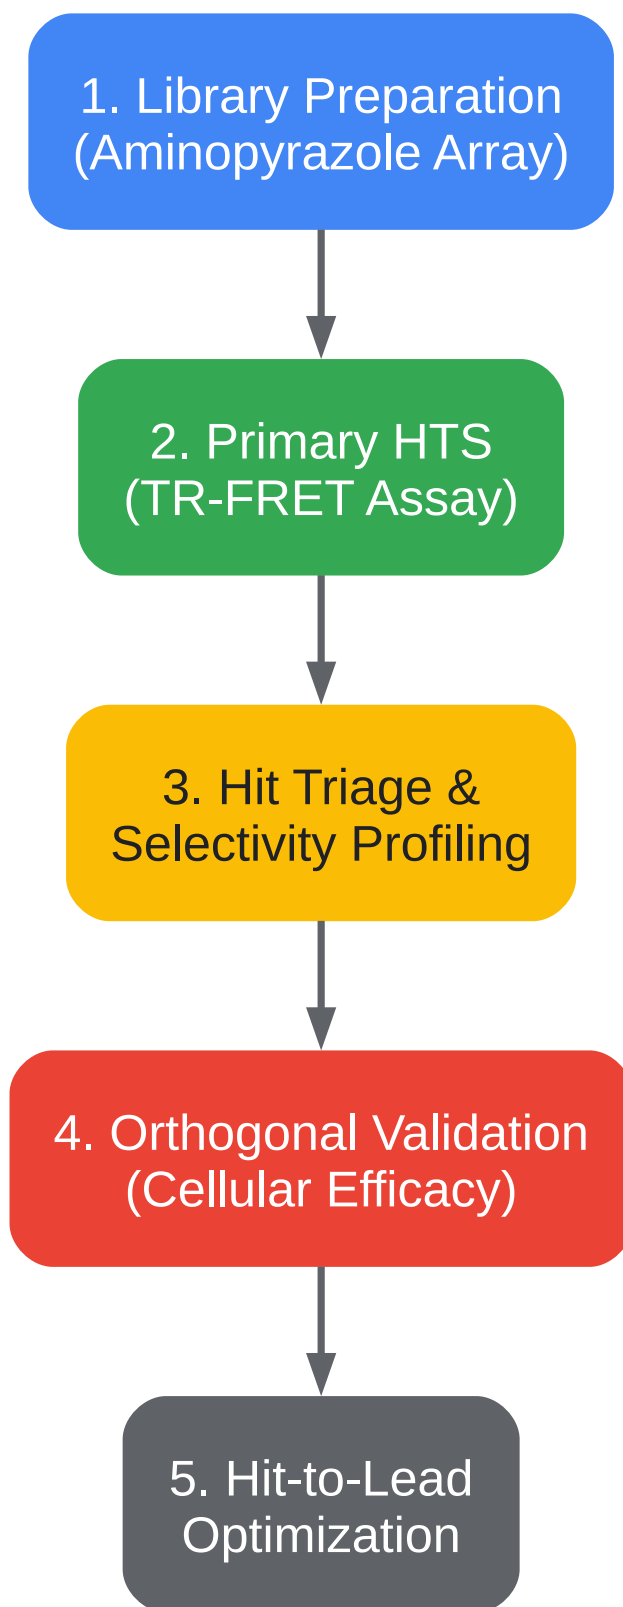 1. Library Preparation
(Aminopyrazole Array)
2. Primary HTS
(TR-FRET Assay)
3. Hit Triage &
Selectivity Profiling
4. Orthogonal Validation
(Cellular Efficacy)
5. Hit-to-Lead
Optimization